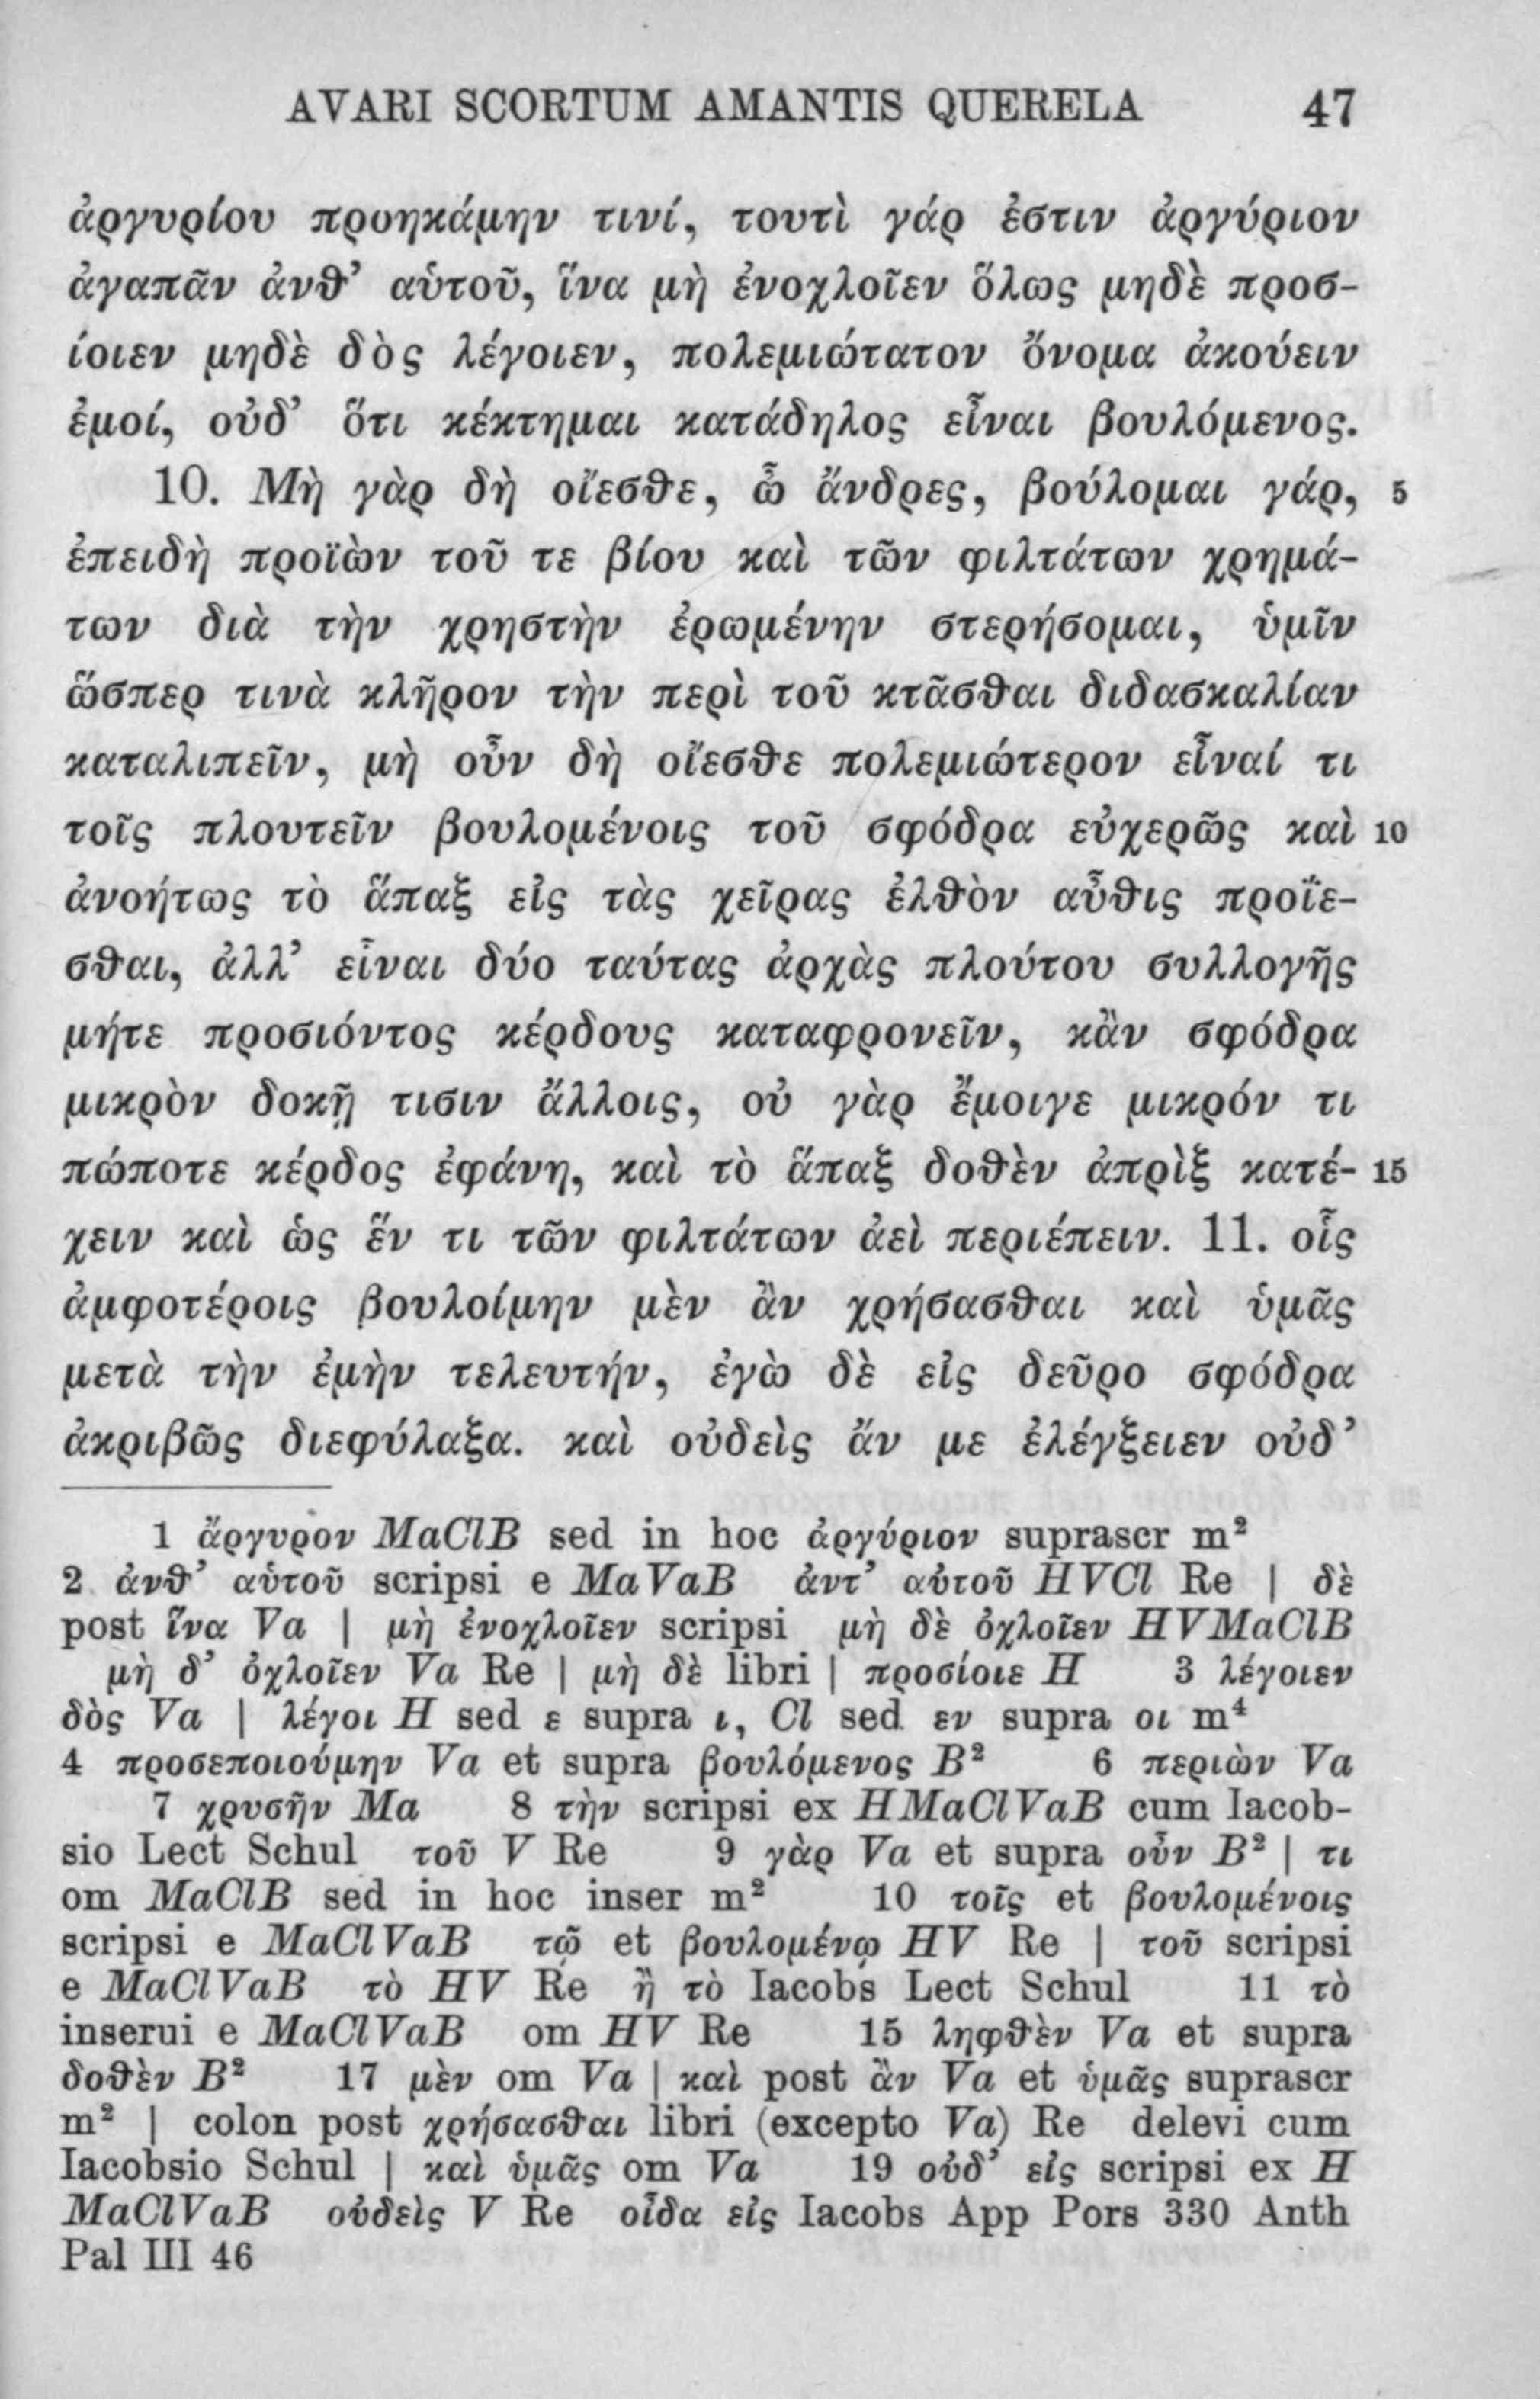 AVARI SCORTUM AMANTIS QUERELA 47
ἀργυρίου προηκάμην τινί, τουτὶ γάρ ἐστιν ἀργύριον
ἀγαπᾶν ἀνθ’ αὑτοῦ, ἵνα μὴ ἐνοχλοῖεν ὅλως μηδὲ προσ-
ίοιεν μηδὲ δὸς λέγοιεν, πολεμιώτατον ὄνομα ἀκούειν
ἐμοί, οὐδ’ ὅτι κέκτημαι κατάδηλος εἶναι βουλόμενος.
10. Μὴ γὰρ δὴ οἴεσθε, ὦ ἄνδρες, βούλομαι γάρ, 5
ἐπειδὴ προϊὼν τοῦ τε βίου καὶ τῶν φιλτάτων χρημά-
των διὰ τὴν χρηστὴν ἐρωμένην στερήσομαι, ὑμῖν
ὥσπερ τινὰ κλῆρον τὴν περὶ τοῦ κτᾶσθαι διδασκαλίαν
καταλιπεῖν, μὴ οὖν δὴ οἴεσθε πολεμιώτερον εἶναί τι
τοῖς πλουτεῖν βουλομένοις τοῦ σφόδρα εὐχερῶς καὶ 10
ἀνοήτως τὸ ἅπαξ εἰς τὰς χεῖρας ἐλθὸν αὖθις προΐε-
σθαι, ἀλλ’ εἶναι δύο ταύτας ἀρχὰς πλούτου συλλογῆς
μήτε προσιόντος κέρδους καταφρονεῖν, κἂν σφόδρα
μικρὸν δοκῇ τισιν ἄλλοις, οὐ γὰρ ἔμοιγε μικρόν τι
πώποτε κέρδος ἐφάνη, καὶ τὸ ἅπαξ δοθὲν ἀπρὶξ κατέ- 15
χειν καὶ ὡς ἕν τι τῶν φιλτάτων ἀεὶ περιέπειν. 11. οἷς
ἀμφοτέροις βουλοίμην μὲν ἂν χρήσασθαι καὶ ὑμᾶς
μετὰ τὴν ἐμὴν τελευτήν, ἐγὼ δὲ εἰς δεῦρο σφόδρα
ἀκριβῶς διεφύλαξα. καὶ οὐδεὶς ἄν με ἐλέγξειεν οὐδ’
1 ἄργυρον MaClB sed in hoc ἀργύριον suprascr m²
2 ἀνθ’ αὑτοῦ scripsi e MaVaB ἀντ’ αὐτοῦ HVCl Re | δὲ
post ἵνα Va | μὴ ἐνοχλοῖεν scripsi μὴ δὲ ὀχλοῖεν HVMaClB
μὴ δ’ ὀχλοῖεν Va Re | μὴ δὲ libri | προσίοιε H 3 λέγοιεν
δὸς Va | λέγοι H sed ε supra ι, Cl sed εν supra οι m⁴
4 προσεποιούμην Va et supra βουλόμενος B² 6 περιὼν Va
7 χρυσῆν Ma 8 τὴν scripsi ex HMaClVaB cum Iacob-
sio Lect Schul τοῦ V Re 9 γὰρ Va et supra οὖν B² | τι
om MaClB sed in hoc inser m² 10 τοῖς et βουλομένοις
scripsi e MaClVaB τῷ et βουλομένῳ HV Re | τοῦ scripsi
e MaClVaB τὸ HV Re ἢ τὸ Iacobs Lect Schul 11 τὸ
inserui e MaClVaB om HV Re 15 ληφθὲν Va et supra
δοθὲν B² 17 μὲν om Va | καὶ post ἂν Va et ὑμᾶς suprascr
m² | colon post χρήσασθαι libri (excepto Va) Re delevi cum
Iacobsio Schul | καὶ ὑμᾶς om Va 19 οὐδ’ εἰς scripsi ex H
MaClVaB οὐδεὶς V Re οἶδα εἰς Iacobs App Pors 330 Anth
Pal III 46